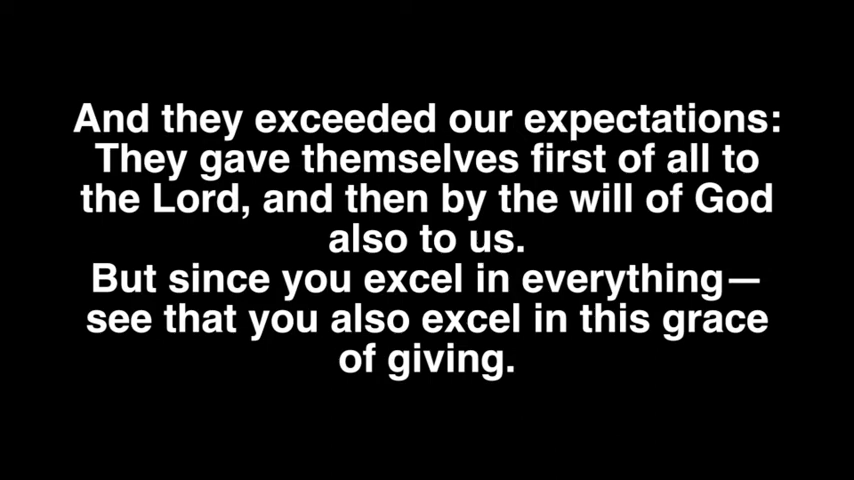 And they exceeded our expectations:
They gave themselves first of all to
the Lord, and then by the will of God
also to us.
But since you excel in everything—
see that you also excel in this grace
of giving.